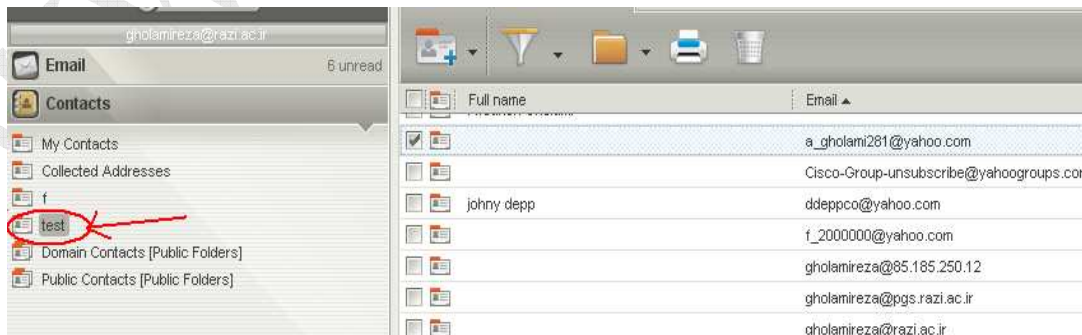 gholamireza@razi.ac.ir
Email 6 unread
Contacts
My Contacts
Collected Addresses
f
test
Domain Contacts [Public Folders]
Public Contacts [Public Folders]
Full name Email
a_gholami281@yahoo.com
Cisco-Group-unsubscribe@yahoogroups.com
johny depp ddeppco@yahoo.com
f_2000000@yahoo.com
gholamireza@85.185.250.12
gholamireza@pgs.razi.ac.ir
gholamireza@razi.ac.ir